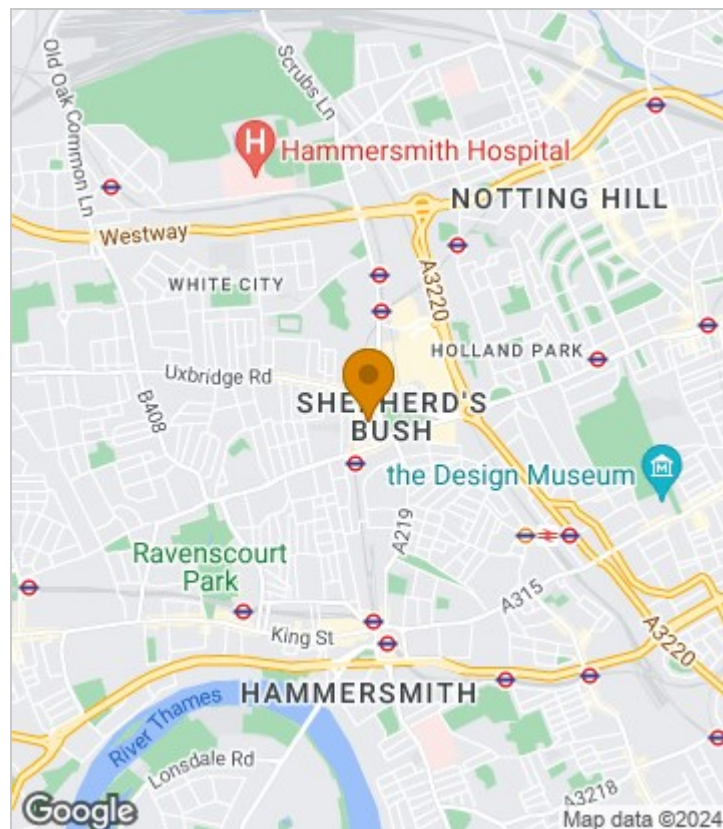 Old Oak Common Ln
Scrubs Ln
H
Hammersmith Hospital
NOTTING HILL
Westway
A3220
WHITE CITY
HOLLAND PARK
Uxbridge Rd
B408
SHEPHERD'S
BUSH
the Design Museum
M
A219
Ravenscourt
Park
A315
King St
A3220
HAMMERSMITH
River Thames
Lonsdale Rd
A3218
Google
Map data ©2024